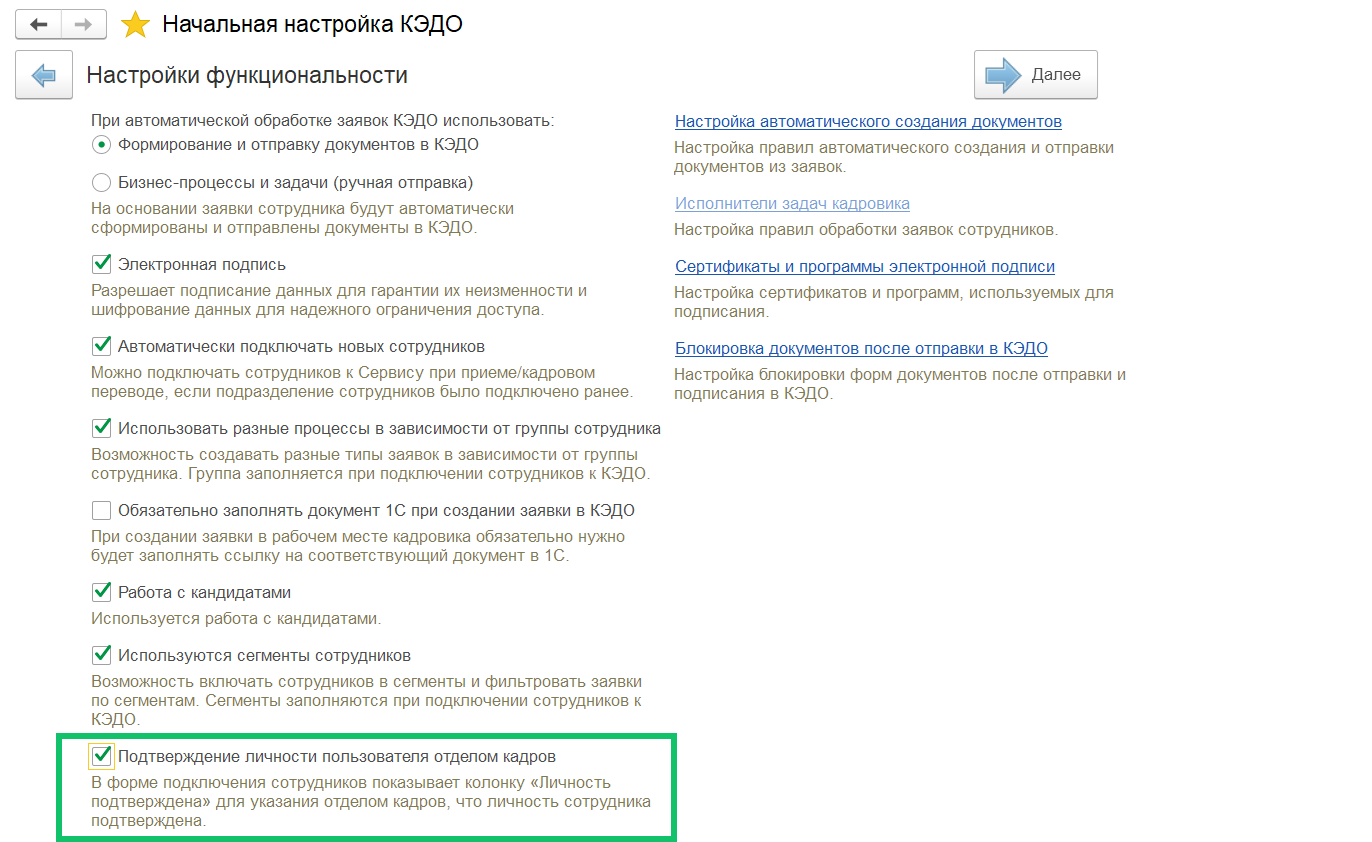 Начальная настройка КЭДО
Настройки функциональности
Далее
При автоматической обработке заявок КЭДО использовать:
Формирование и отправку документов в КЭДО
Бизнес-процессы и задачи (ручная отправка)
На основании заявки сотрудника будут автоматически
сформированы и отправлены документы в КЭДО.
Электронная подпись
Разрешает подписание данных для гарантии их неизменности и
шифрование данных для надежного ограничения доступа.
Автоматически подключать новых сотрудников
Можно подключать сотрудников к Сервису при приеме/кадровом
переводе, если подразделение сотрудников было подключено ранее.
Использовать разные процессы в зависимости от группы сотрудника
Возможность создавать разные типы заявок в зависимости от группы
сотрудника. Группа заполняется при подключении сотрудников к КЭДО.
Обязательно заполнять документ 1С при создании заявки в КЭДО
При создании заявки в рабочем месте кадровика обязательно нужно
будет заполнять ссылку на соответствующий документ в 1С.
Работа с кандидатами
Используется работа с кандидатами.
Используются сегменты сотрудников
Возможность включать сотрудников в сегменты и фильтровать заявки
по сегментам. Сегменты заполняются при подключении сотрудников к
КЭДО.
Подтверждение личности пользователя отделом кадров
В форме подключения сотрудников показывает колонку «Личность
подтверждена» для указания отделом кадров, что личность сотрудника
подтверждена.
Настройка автоматического создания документов
Настройка правил автоматического создания и отправки
документов из заявок.
Исполнители задач кадровика
Настройка правил обработки заявок сотрудников.
Сертификаты и программы электронной подписи
Настройка сертификатов и программ, используемых для
подписания.
Блокировка документов после отправки в КЭДО
Настройка блокировки форм документов после отправки и
подписания в КЭДО.